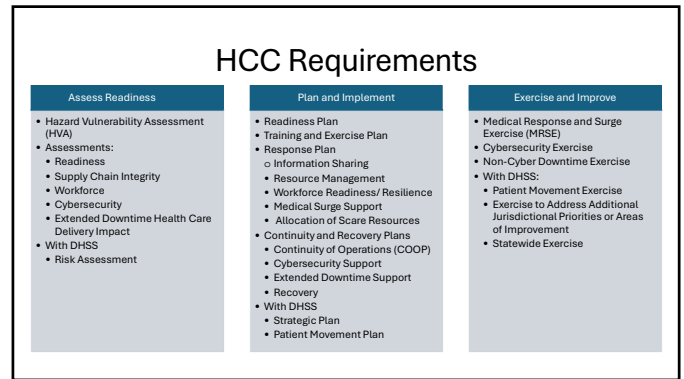 HCC Requirements
Assess Readiness
• Hazard Vulnerability Assessment
(HVA)
• Assessments:
• Readiness
• Supply Chain Integrity
• Workforce
• Cybersecurity
• Extended Downtime Health Care
Delivery Impact
• With DHSS
• Risk Assessment
Plan and Implement
• Readiness Plan
• Training and Exercise Plan
• Response Plan
o Information Sharing
• Resource Management
• Workforce Readiness/ Resilience
• Medical Surge Support
• Allocation of Scare Resources
• Continuity and Recovery Plans
• Continuity of Operations (COOP)
• Cybersecurity Support
• Extended Downtime Support
• Recovery
• With DHSS
• Strategic Plan
• Patient Movement Plan
Exercise and Improve
• Medical Response and Surge
Exercise (MRSE)
• Cybersecurity Exercise
• Non-Cyber Downtime Exercise
• With DHSS:
• Patient Movement Exercise
• Exercise to Address Additional
Jurisdictional Priorities or Areas
of Improvement
• Statewide Exercise